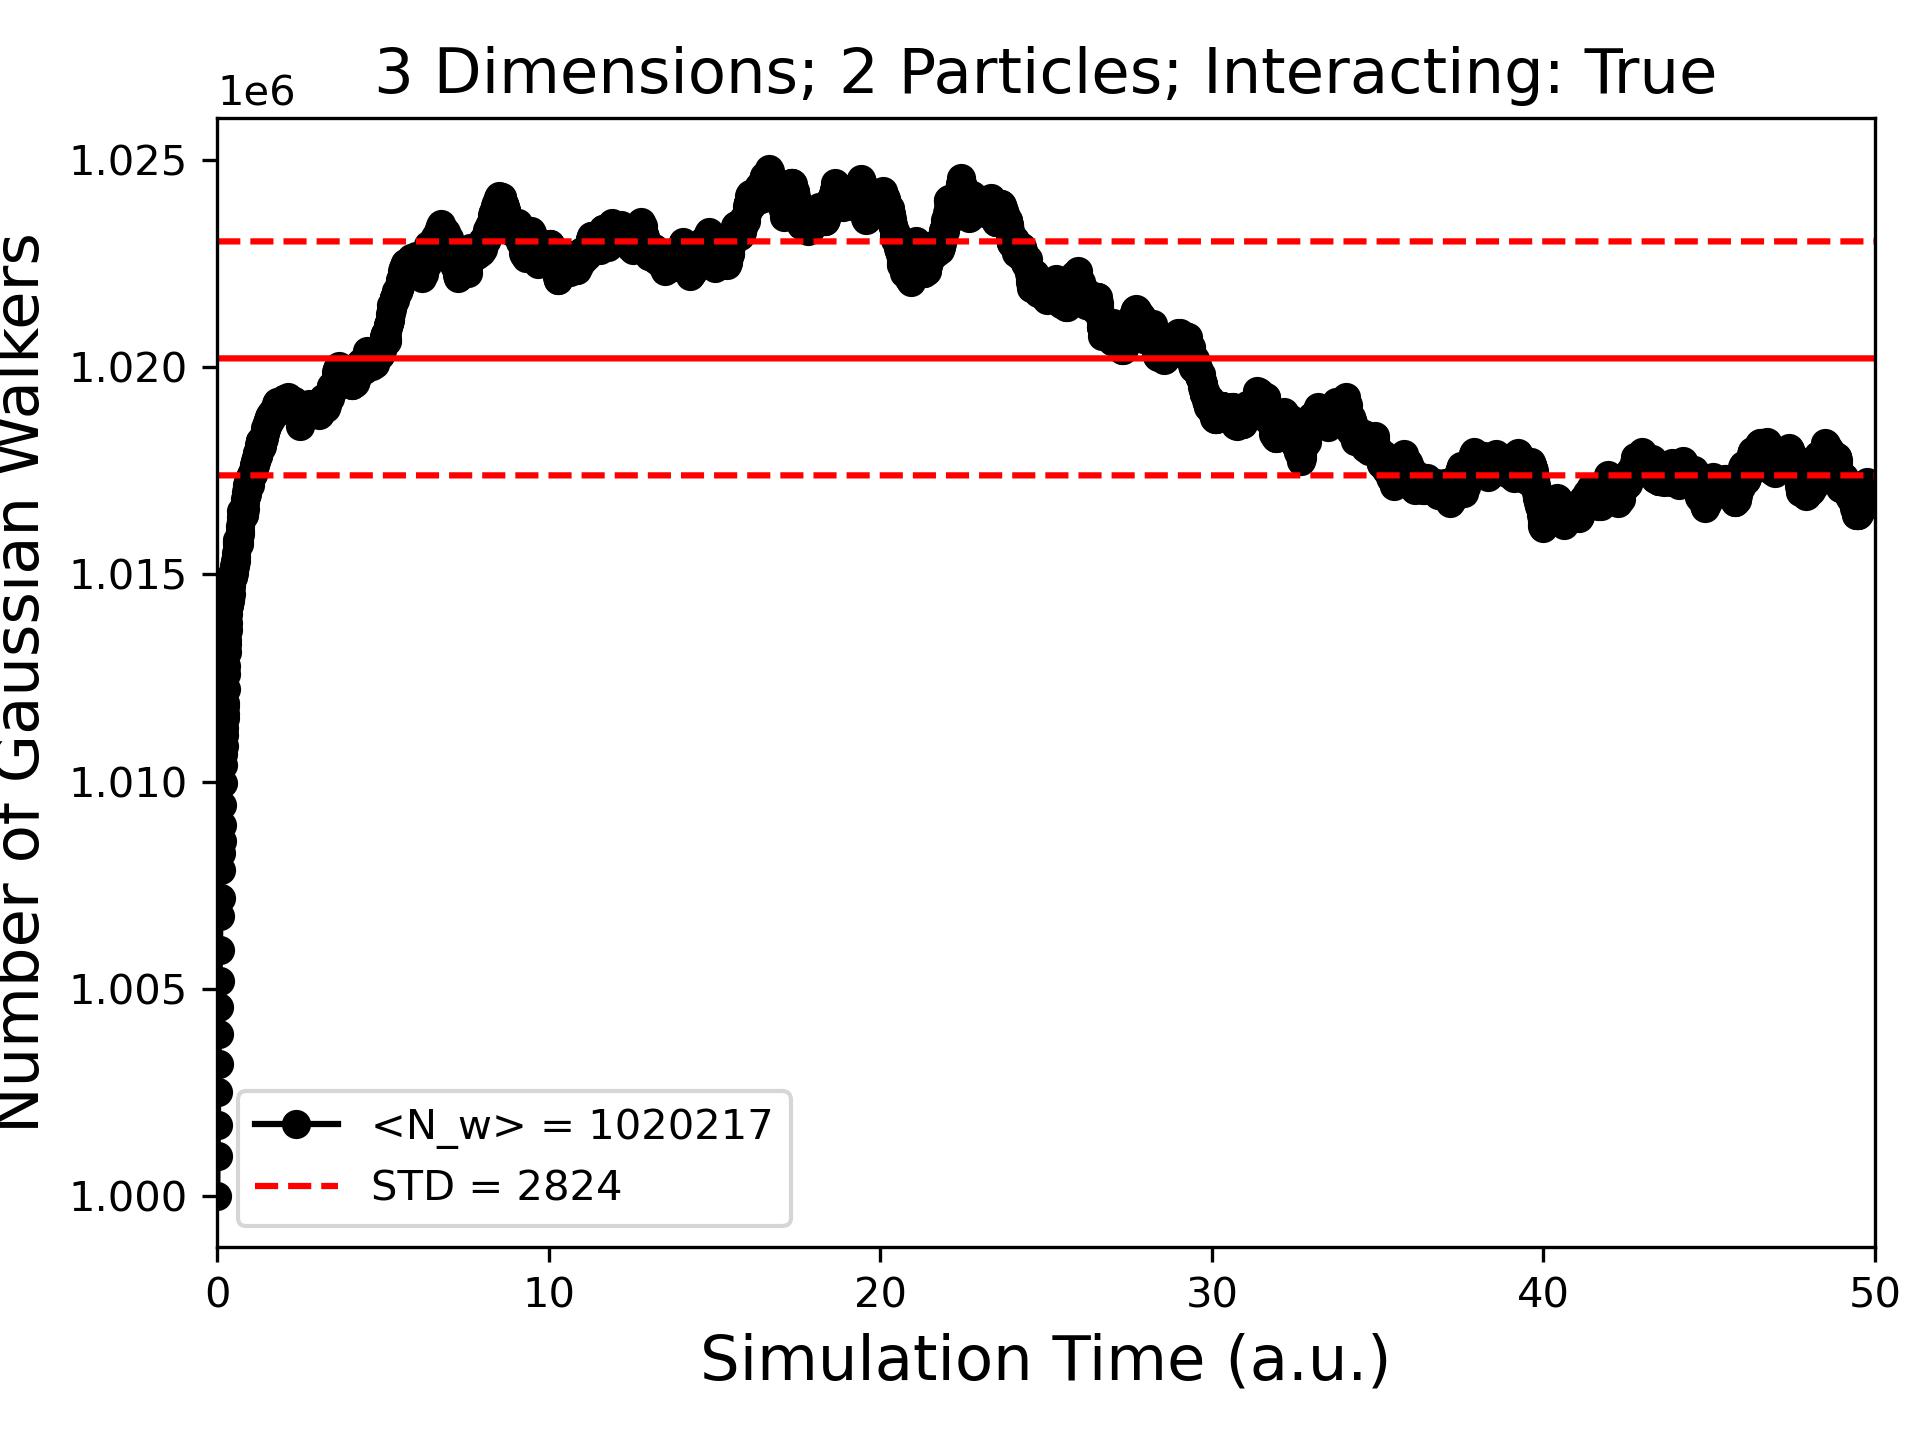 3 Dimensions; 2 Particles; Interacting: True
1e6
1.025
1.020
1.015
1.010
1.005
1.000
Number of Gaussian Walkers
<N_w> = 1020217
STD = 2824
0 10 20 30 40 50
Simulation Time (a.u.)